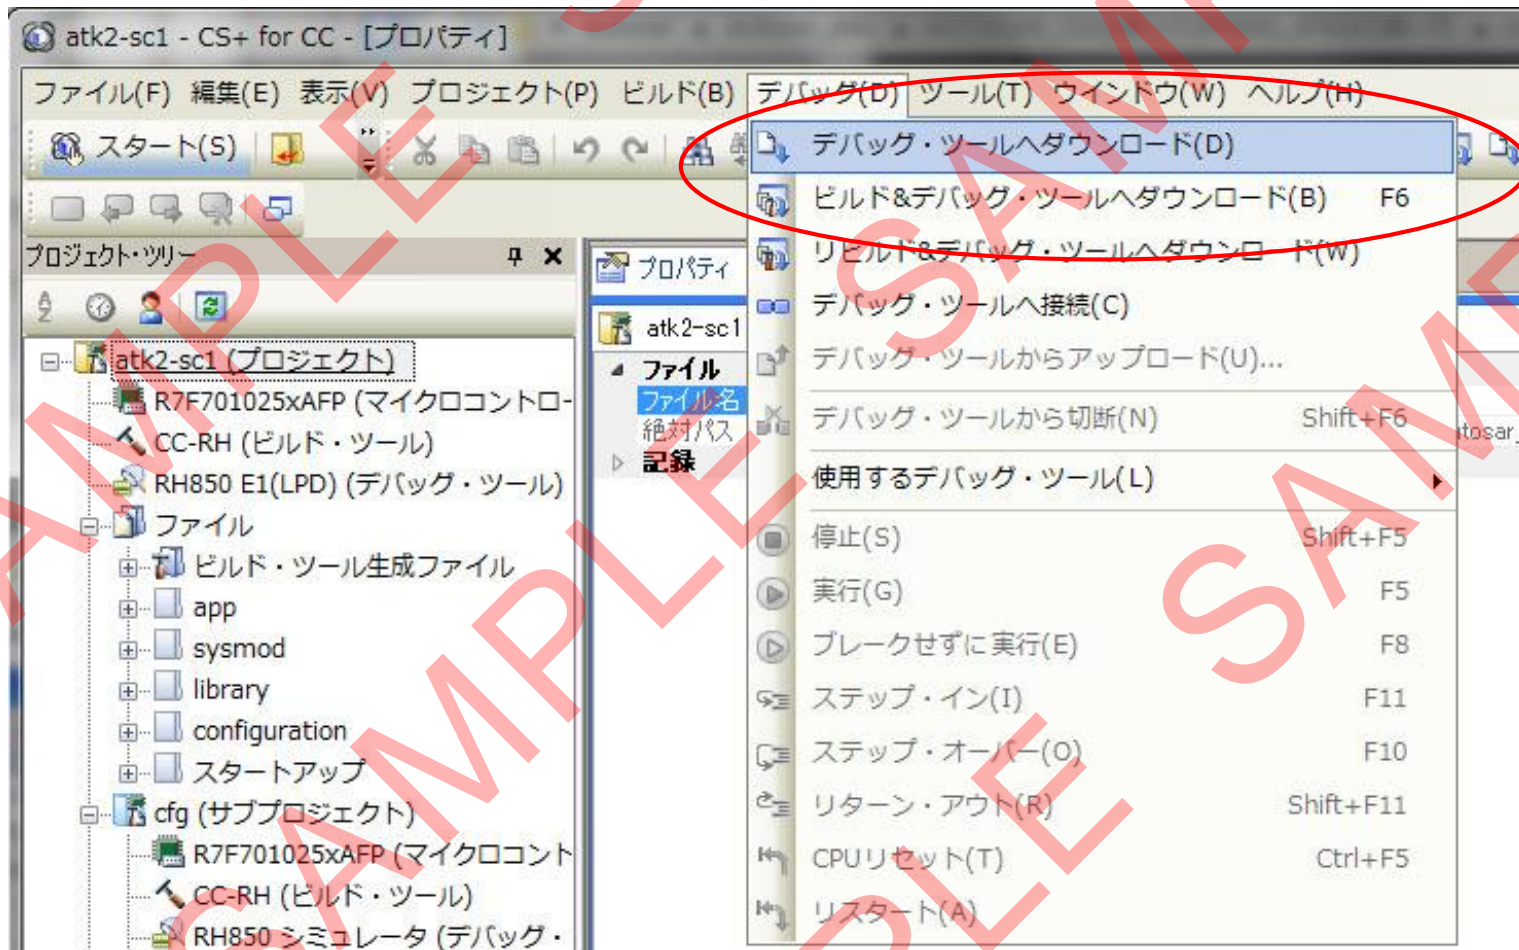 atk2-sc1 - CS+ for CC - [プロパティ]
ファイル(F) 編集(E) 表示(V) プロジェクト(P) ビルド(B) デバッグ(D) ツール(T) ウインドウ(W) ヘルプ(H)
スタート(S)
デバッグ・ツールへダウンロード(D)
ビルド&デバッグ・ツールへダウンロード(B) F6
リビルド&デバッグ・ツールへダウンロード(W)
デバッグ・ツールへ接続(C)
デバッグ・ツールからアップロード(U)...
デバッグ・ツールから切断(N) Shift+F6
使用するデバッグ・ツール(L)
停止(S) Shift+F5
実行(G) F5
ブレークせずに実行(E) F8
ステップ・イン(I) F11
ステップ・オーバー(O) F10
リターン・アウト(R) Shift+F11
CPUリセット(T) Ctrl+F5
リスタート(A)
プロジェクト・ツリー
atk2-sc1 (プロジェクト)
R7F701025xAFP (マイクロコントロー
CC-RH (ビルド・ツール)
RH850 E1(LPD) (デバッグ・ツール)
ファイル
ビルド・ツール生成ファイル
app
sysmod
library
configuration
スタートアップ
cfg (サブプロジェクト)
R7F701025xAFP (マイクロコント
CC-RH (ビルド・ツール)
RH850 シミュレータ (デバッグ・
プロパティ
atk2-sc1
ファイル
ファイル名
絶対パス
記録
tosar_
SAMPLE
SAMPLE
SAMPLE
SAMPLE